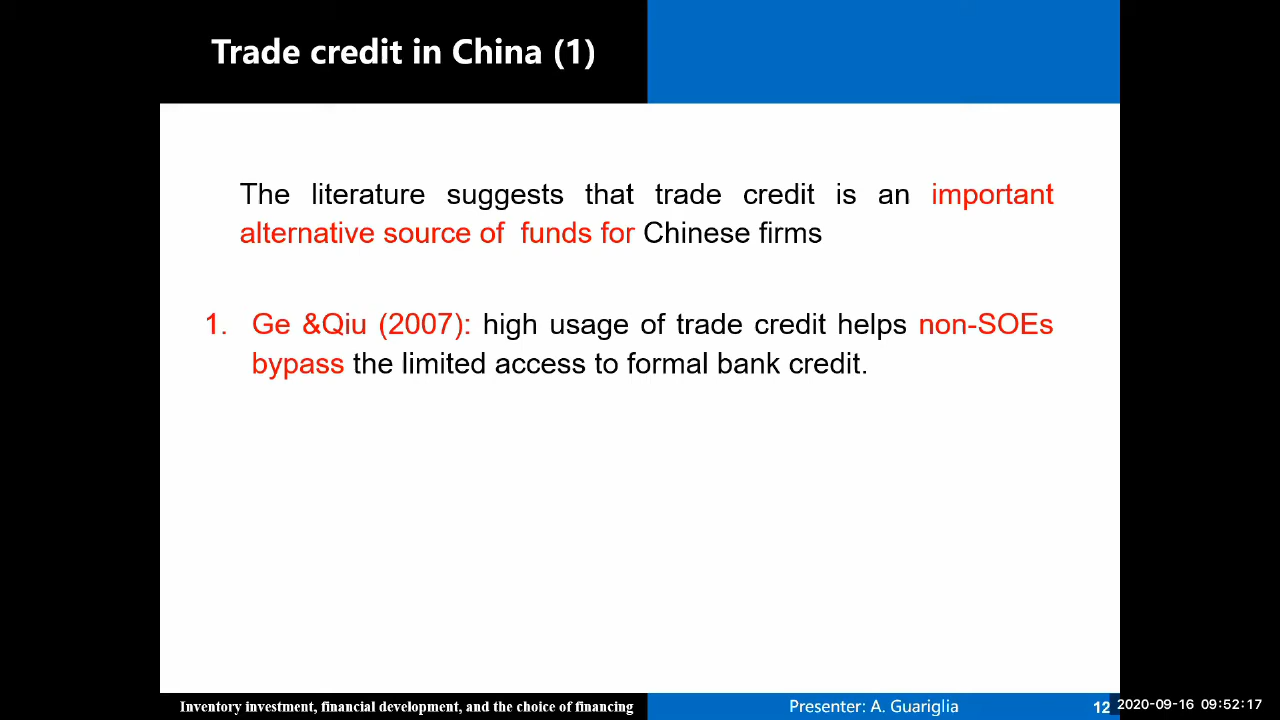 Trade credit in China (1)
The literature suggests that trade credit is an important
alternative source of funds for Chinese firms
1. Ge &Qiu (2007): high usage of trade credit helps non-SOEs
bypass the limited access to formal bank credit.
Inventory investment, financial development, and the choice of financing
Presenter: A. Guariglia
12
2020-09-16 09:52:17